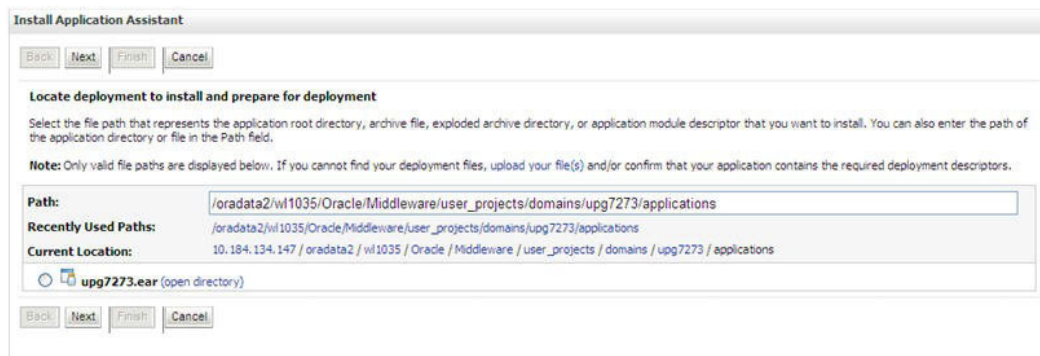 Install Application Assistant
Back Next Finish Cancel
Locate deployment to install and prepare for deployment
Select the file path that represents the application root directory, archive file, exploded archive directory, or application module descriptor that you want to install. You can also enter the path of
the application directory or file in the Path field.
Note: Only valid file paths are displayed below. If you cannot find your deployment files, upload your file(s) and/or confirm that your application contains the required deployment descriptors.
Path: /oradata2/wl1035/Oracle/Middleware/user_projects/domains/upg7273/applications
Recently Used Paths: /oradata2/wl1035/Oracle/Middleware/user_projects/domains/upg7273/applications
Current Location: 10.184.134.147 / oradata2 / wl1035 / Oracle / Middleware / user_projects / domains / upg7273 / applications
upg7273.ear (open directory)
Back Next Finish Cancel